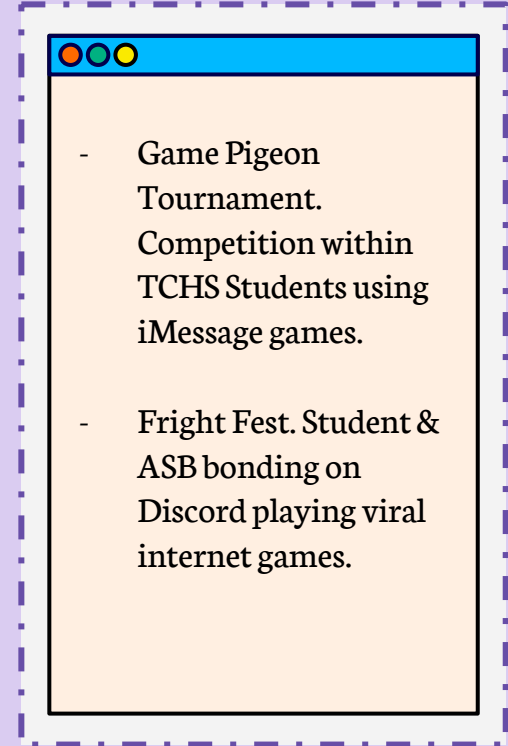 - Game Pigeon
Tournament.
Competition within
TCHS Students using
iMessage games.
- Fright Fest. Student &
ASB bonding on
Discord playing viral
internet games.